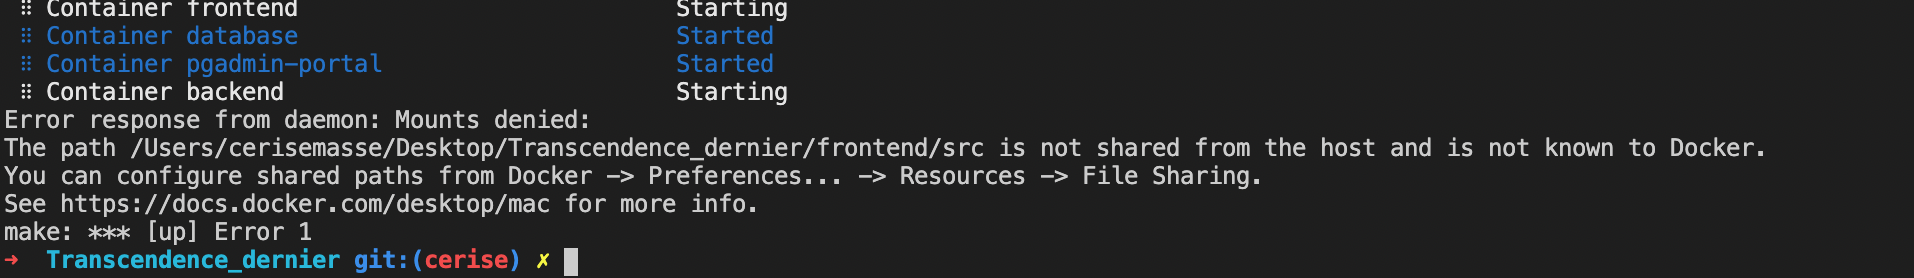 ⠿ Container frontend Starting
⠿ Container database Started
⠿ Container pgadmin-portal Started
⠿ Container backend Starting
Error response from daemon: Mounts denied:
The path /Users/cerisemasse/Desktop/Transcendence_dernier/frontend/src is not shared from the host and is not known to Docker.
You can configure shared paths from Docker -> Preferences... -> Resources -> File Sharing.
See https://docs.docker.com/desktop/mac for more info.
make: *** [up] Error 1
➜ Transcendence_dernier git:(cerise) ✗